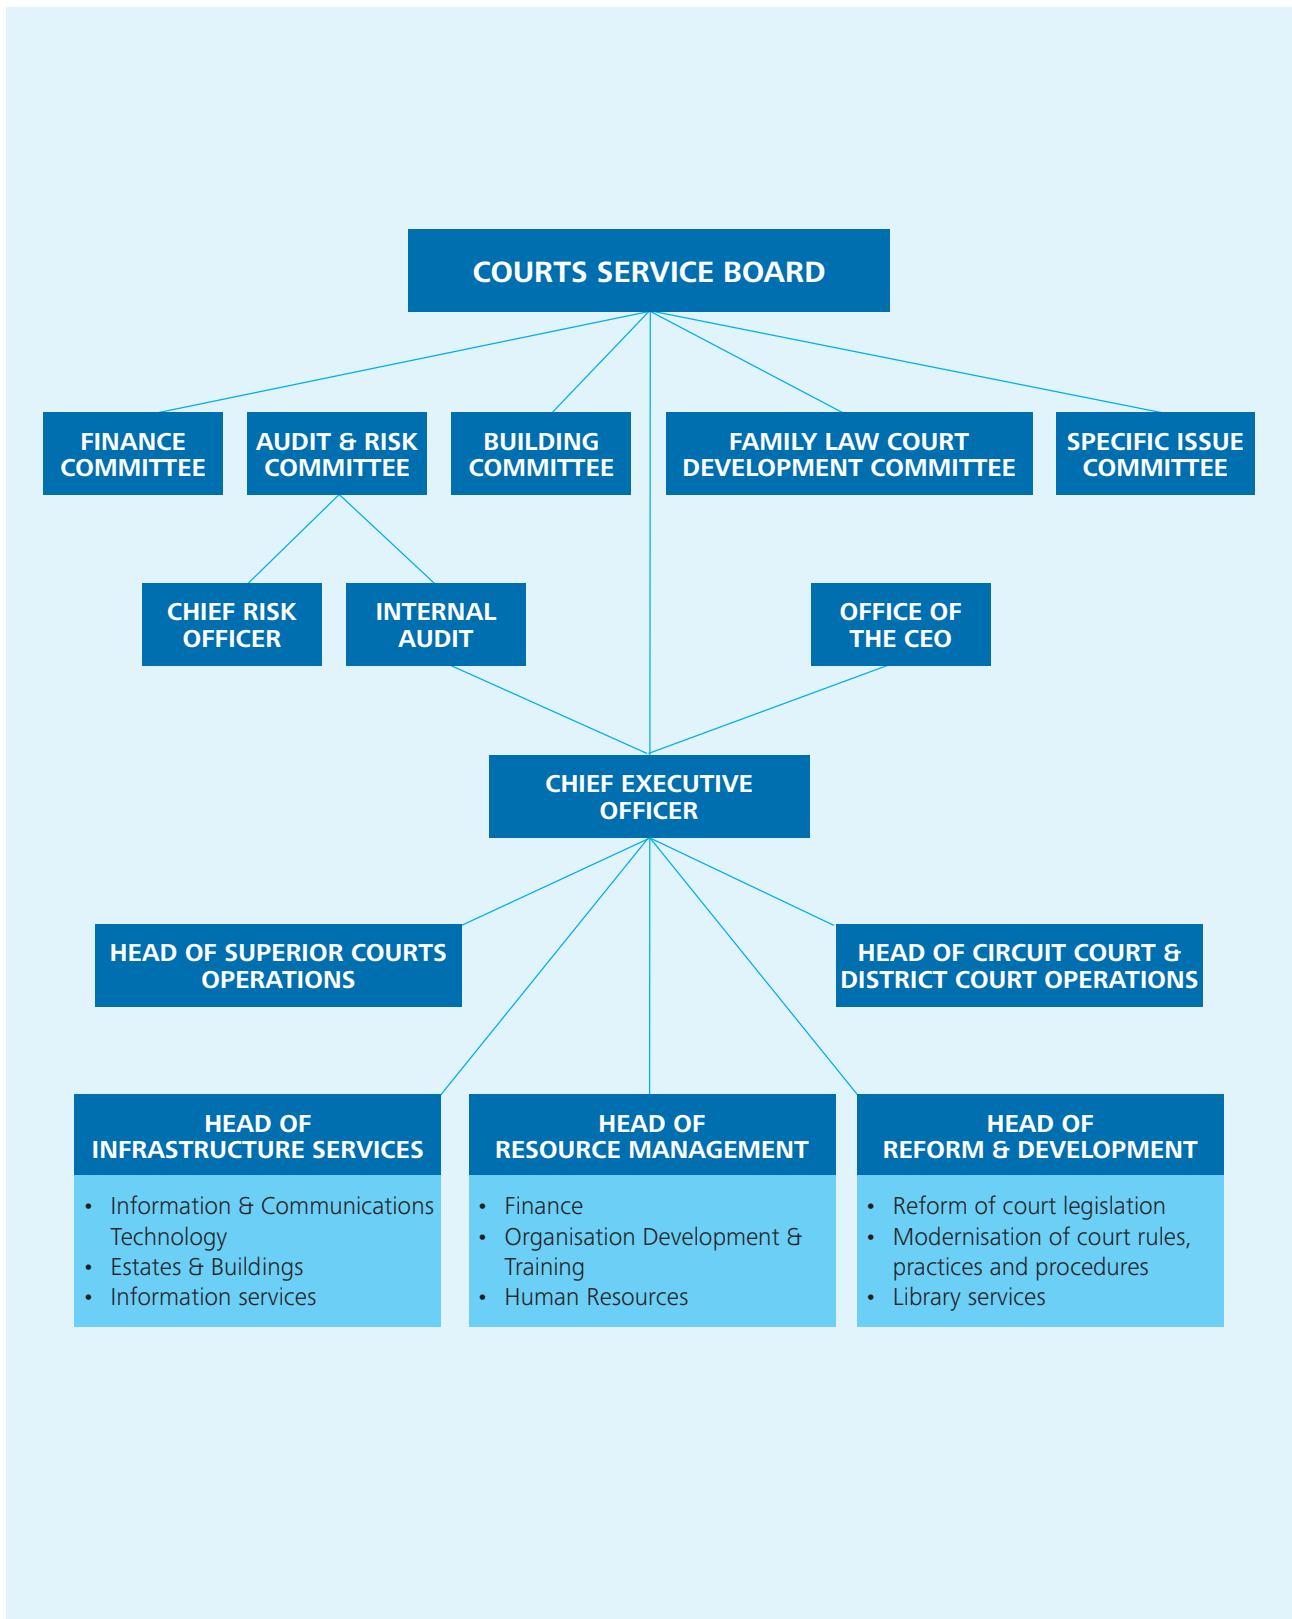 COURTS SERVICE BOARD
FINANCE
COMMITTEE
AUDIT & RISK
COMMITTEE
BUILDING
COMMITTEE
FAMILY LAW COURT
DEVELOPMENT COMMITTEE
SPECIFIC ISSUE
COMMITTEE
CHIEF RISK
OFFICER
INTERNAL
AUDIT
OFFICE OF
THE CEO
CHIEF EXECUTIVE
OFFICER
HEAD OF SUPERIOR COURTS
OPERATIONS
HEAD OF CIRCUIT COURT &
DISTRICT COURT OPERATIONS
HEAD OF
INFRASTRUCTURE SERVICES
• Information & Communications
Technology
• Estates & Buildings
• Information services
HEAD OF
RESOURCE MANAGEMENT
• Finance
• Organisation Development &
Training
• Human Resources
HEAD OF
REFORM & DEVELOPMENT
• Reform of court legislation
• Modernisation of court rules,
practices and procedures
• Library services